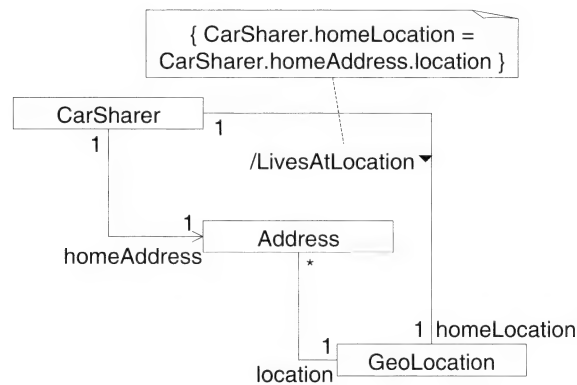 { CarSharer.homeLocation =
CarSharer.homeAddress.location }
CarSharer
1
1
/LivesAtLocation
1
Address
homeAddress
*
1 homeLocation
1
GeoLocation
location